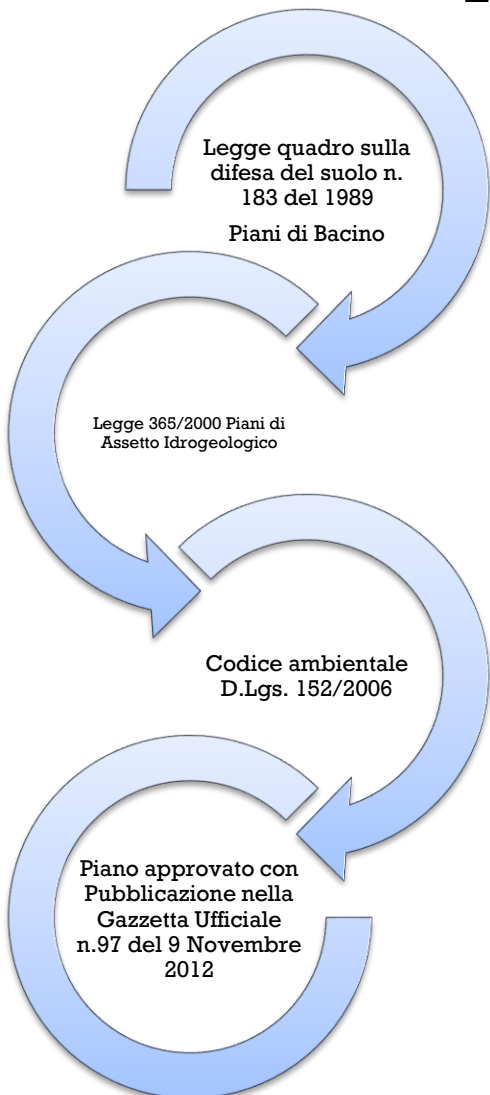 Legge quadro sulla
difesa del suolo n.
183 del 1989
Piani di Bacino
Legge 365/2000 Piani di
Assetto Idrogeologico
Codice ambientale
D.Lgs. 152/2006
Piano approvato con
Pubblicazione nella
Gazzetta Ufficiale
n.97 del 9 Novembre
2012